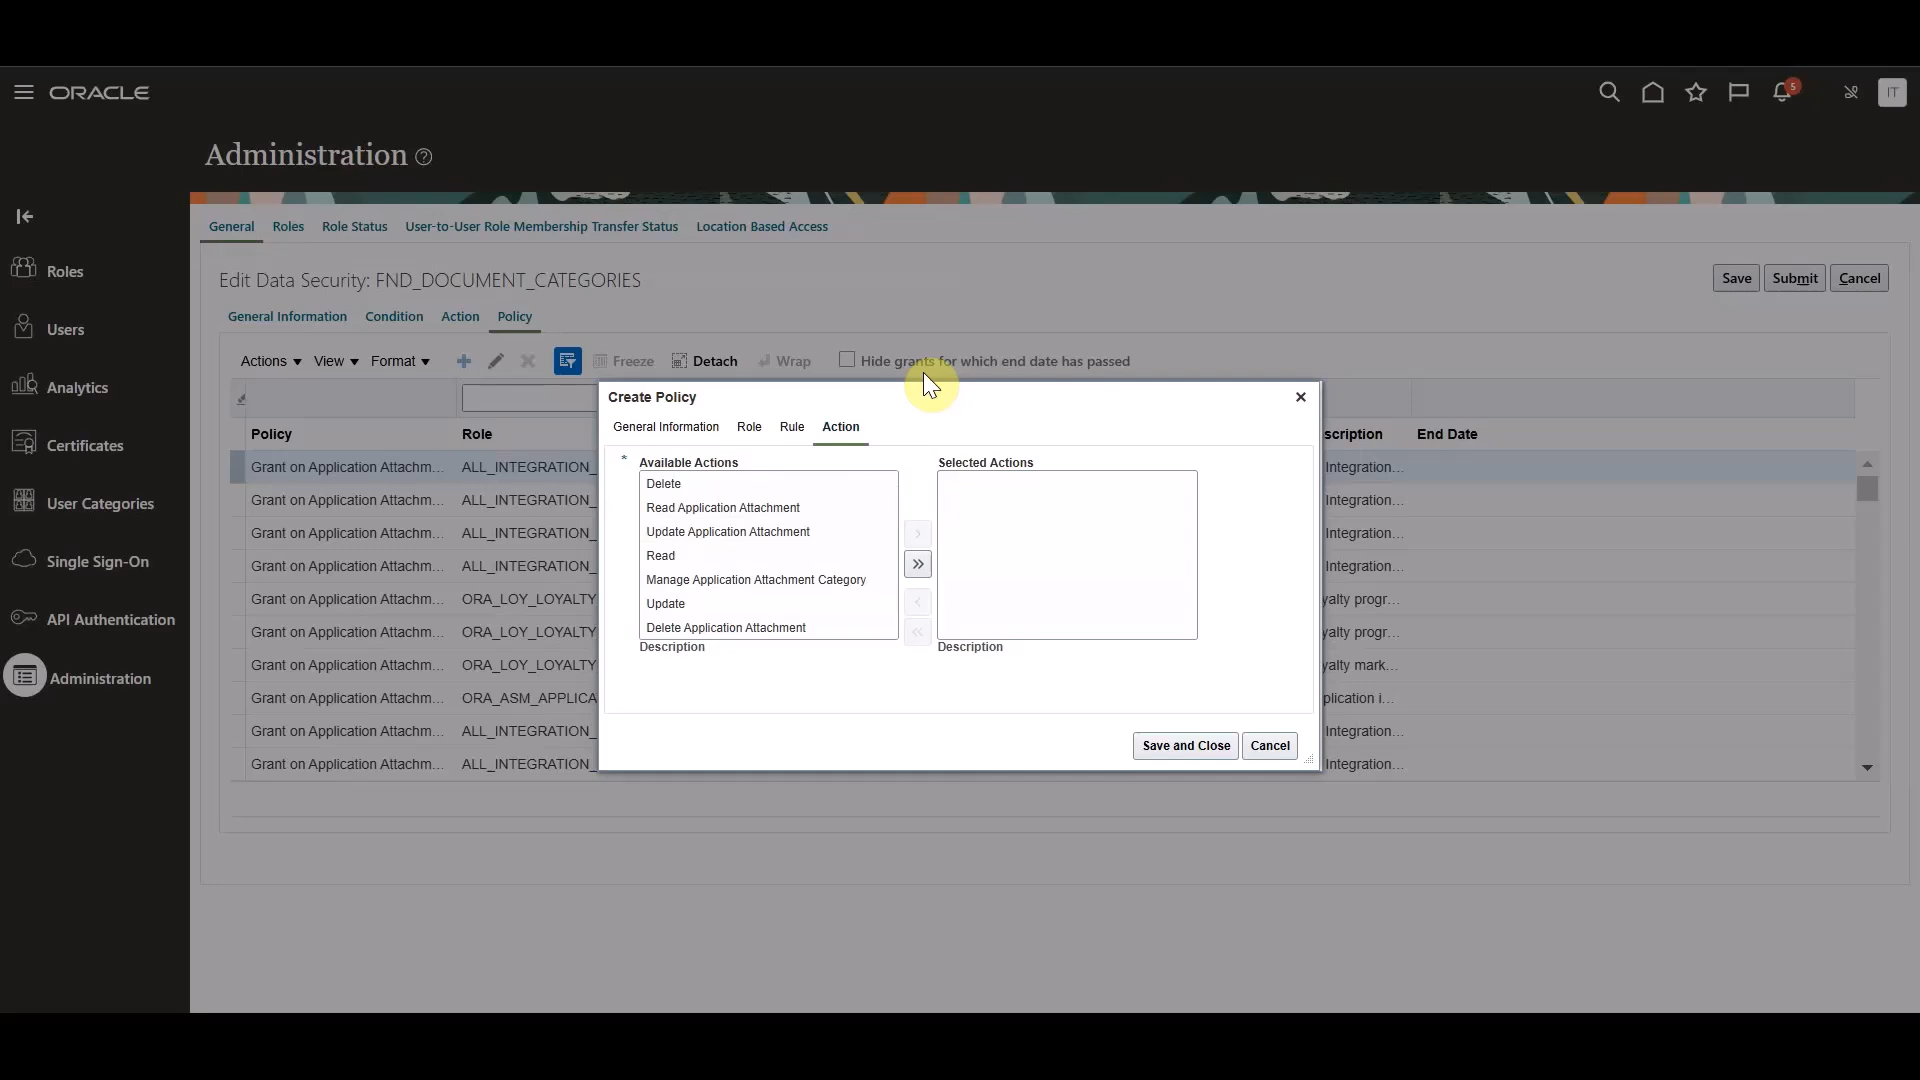 ORACLE
5
IT
Administration
General Roles Role Status User-to-User Role Membership Transfer Status Location Based Access
Roles
Users
Analytics
Certificates
User Categories
Single Sign-On
API Authentication
Administration
Edit Data Security: FND_DOCUMENT_CATEGORIES
Save Submit Cancel
General Information Condition Action Policy
Actions View Format Freeze Detach Wrap Hide grants for which end date has passed
Policy Role scription End Date
Grant on Application Attachm... ALL_INTEGRATION_ Integration...
Grant on Application Attachm... ALL_INTEGRATION_ Integration...
Grant on Application Attachm... ALL_INTEGRATION_ Integration...
Grant on Application Attachm... ALL_INTEGRATION_ Integration...
Grant on Application Attachm... ORA_LOY_LOYALTY yalty progr...
Grant on Application Attachm... ORA_LOY_LOYALTY yalty progr...
Grant on Application Attachm... ORA_LOY_LOYALTY yalty mark...
Grant on Application Attachm... ORA_ASM_APPLICA plication i...
Grant on Application Attachm... ALL_INTEGRATION_ Integration...
Grant on Application Attachm... ALL_INTEGRATION_ Integration...
Create Policy
General Information Role Rule Action
* Available Actions
Delete
Read Application Attachment
Update Application Attachment
Read
Manage Application Attachment Category
Update
Delete Application Attachment
Description
Selected Actions
Description
Save and Close Cancel